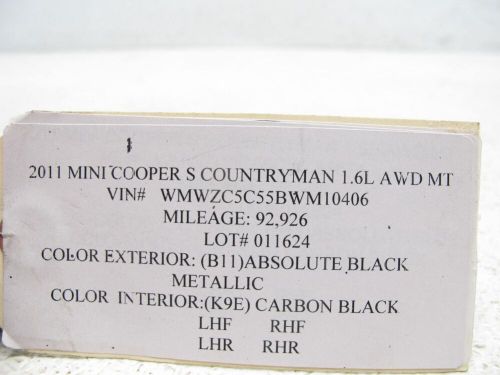 2011 MINI COOPER S COUNTRYMAN 1.6L AWD MT
VIN# WMWZC5C55BWM10406
MILEAGE: 92,926
LOT# 011624
COLOR EXTERIOR: (B11)ABSOLUTE BLACK
METALLIC
COLOR INTERIOR:(K9E) CARBON BLACK
LHF RHF
LHR RHR